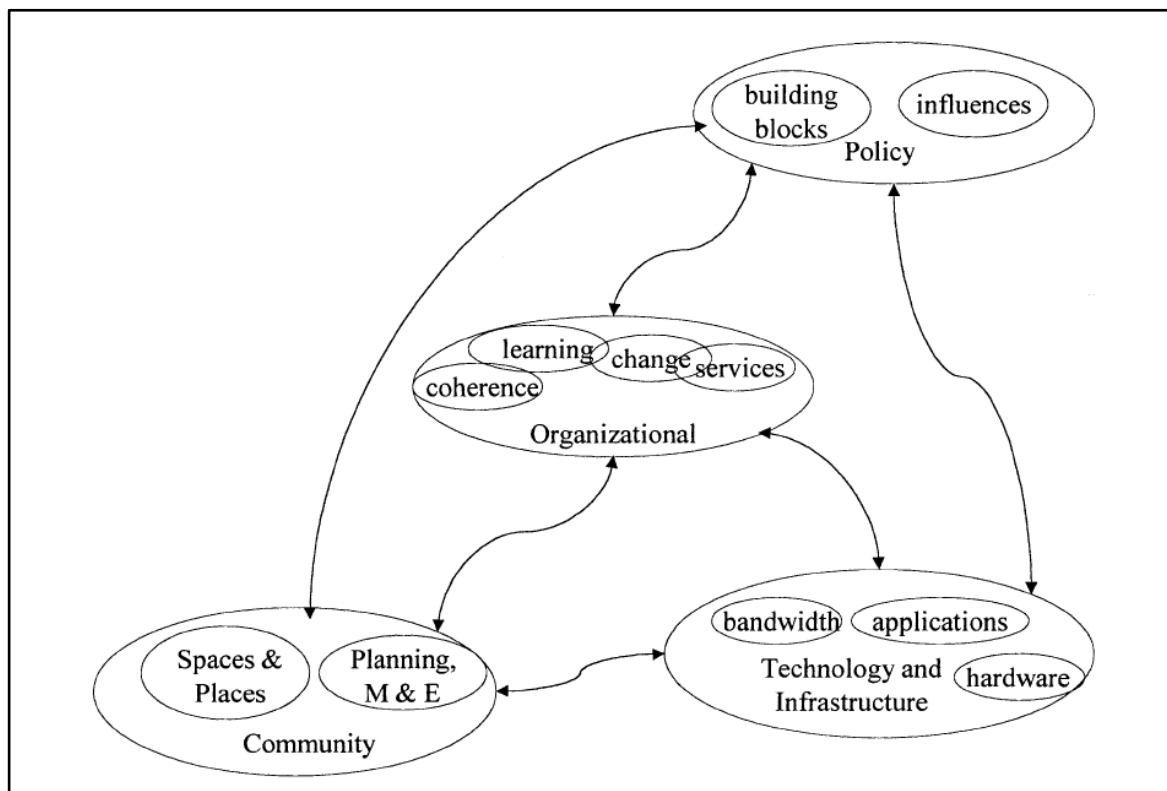 building
blocks
influences
Policy
learning
change
services
coherence
Organizational
bandwidth
applications
Technology and
Infrastructure
hardware
Spaces &
Places
Planning,
M & E
Community